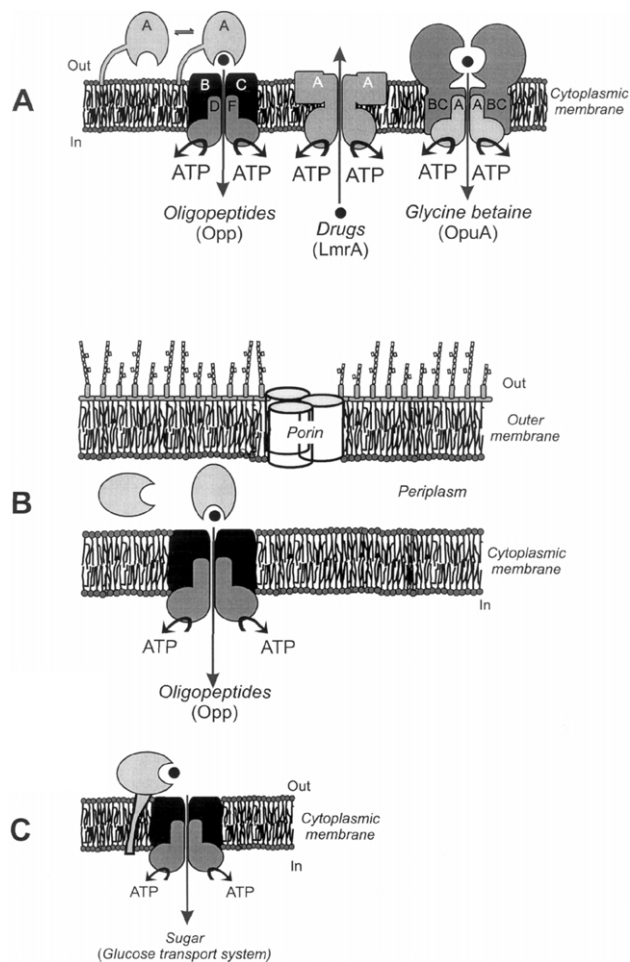 A
A
Out
B
C
A
A
A
D
F
BC
A
A
BC
Cytoplasmic
membrane
In
ATP
ATP
ATP
ATP
ATP
ATP
Oligopeptides
(Opp)
Drugs
(LmrA)
Glycine betaine
(OpuA)
Out
Porin
Outer
membrane
Periplasm
B
Cytoplasmic
membrane
In
ATP
ATP
Oligopeptides
(Opp)
Out
C
Cytoplasmic
membrane
In
ATP
ATP
Sugar
(Glucose transport system)